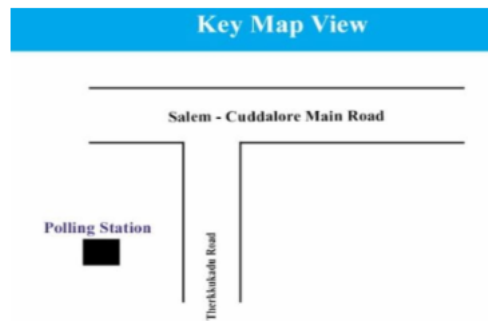 Key Map View
Salem - Cuddalore Main Road
Polling Station
Therkkukadu Road